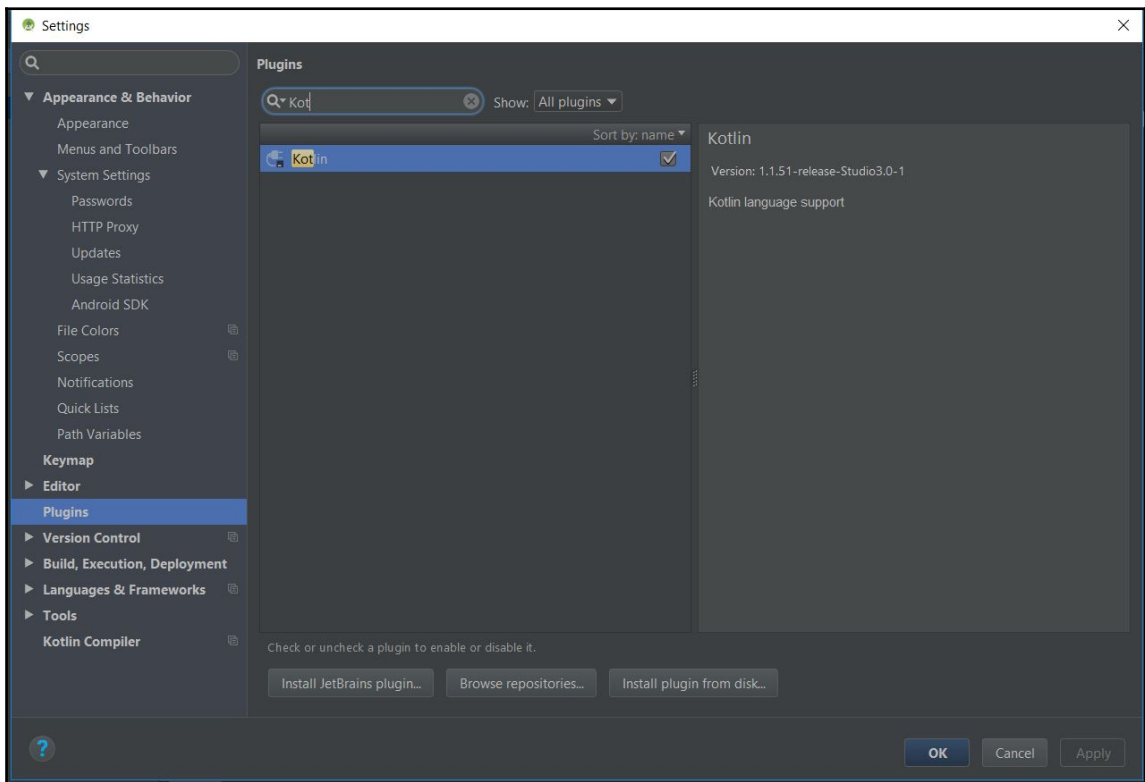 Settings
Plugins
Appearance & Behavior
Appearance
Menus and Toolbars
System Settings
Passwords
HTTP Proxy
Updates
Usage Statistics
Android SDK
File Colors
Scopes
Notifications
Quick Lists
Path Variables
Keymap
Editor
Plugins
Version Control
Build, Execution, Deployment
Languages & Frameworks
Tools
Kotlin Compiler
Kot Show: All plugins
Sort by: name
Kotlin
Kotlin
Version: 1.1.51-release-Studio3.0-1
Kotlin language support
Check or uncheck a plugin to enable or disable it.
Install JetBrains plugin... Browse repositories... Install plugin from disk...
? OK Cancel Apply